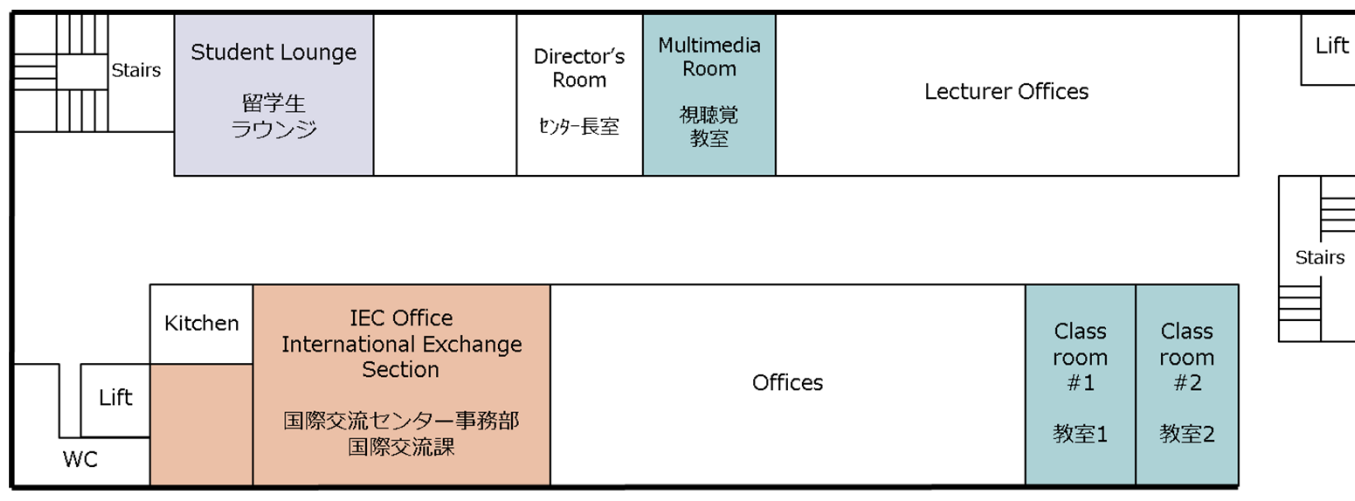 Stairs
Student Lounge
留学生
ラウンジ
Director's
Room
ｾﾝﾀｰ長室
Multimedia
Room
視聴覚
教室
Lecturer Offices
Lift
Stairs
Kitchen
Lift
WC
IEC Office
International Exchange
Section
国際交流センター事務部
国際交流課
Offices
Class
room
#1
教室1
Class
room
#2
教室2